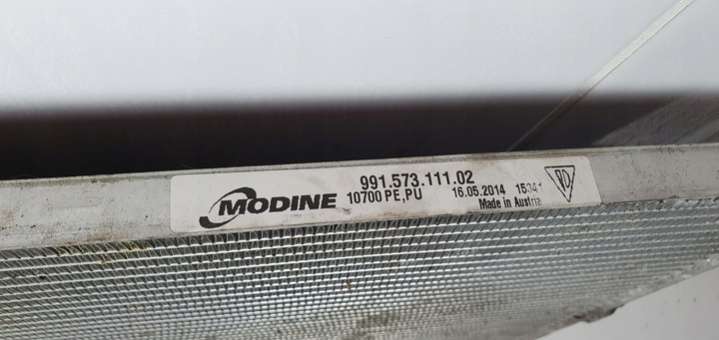 MODINE
991.573.111.02
10700 PE,PU 16.05.2014
Made in Austria